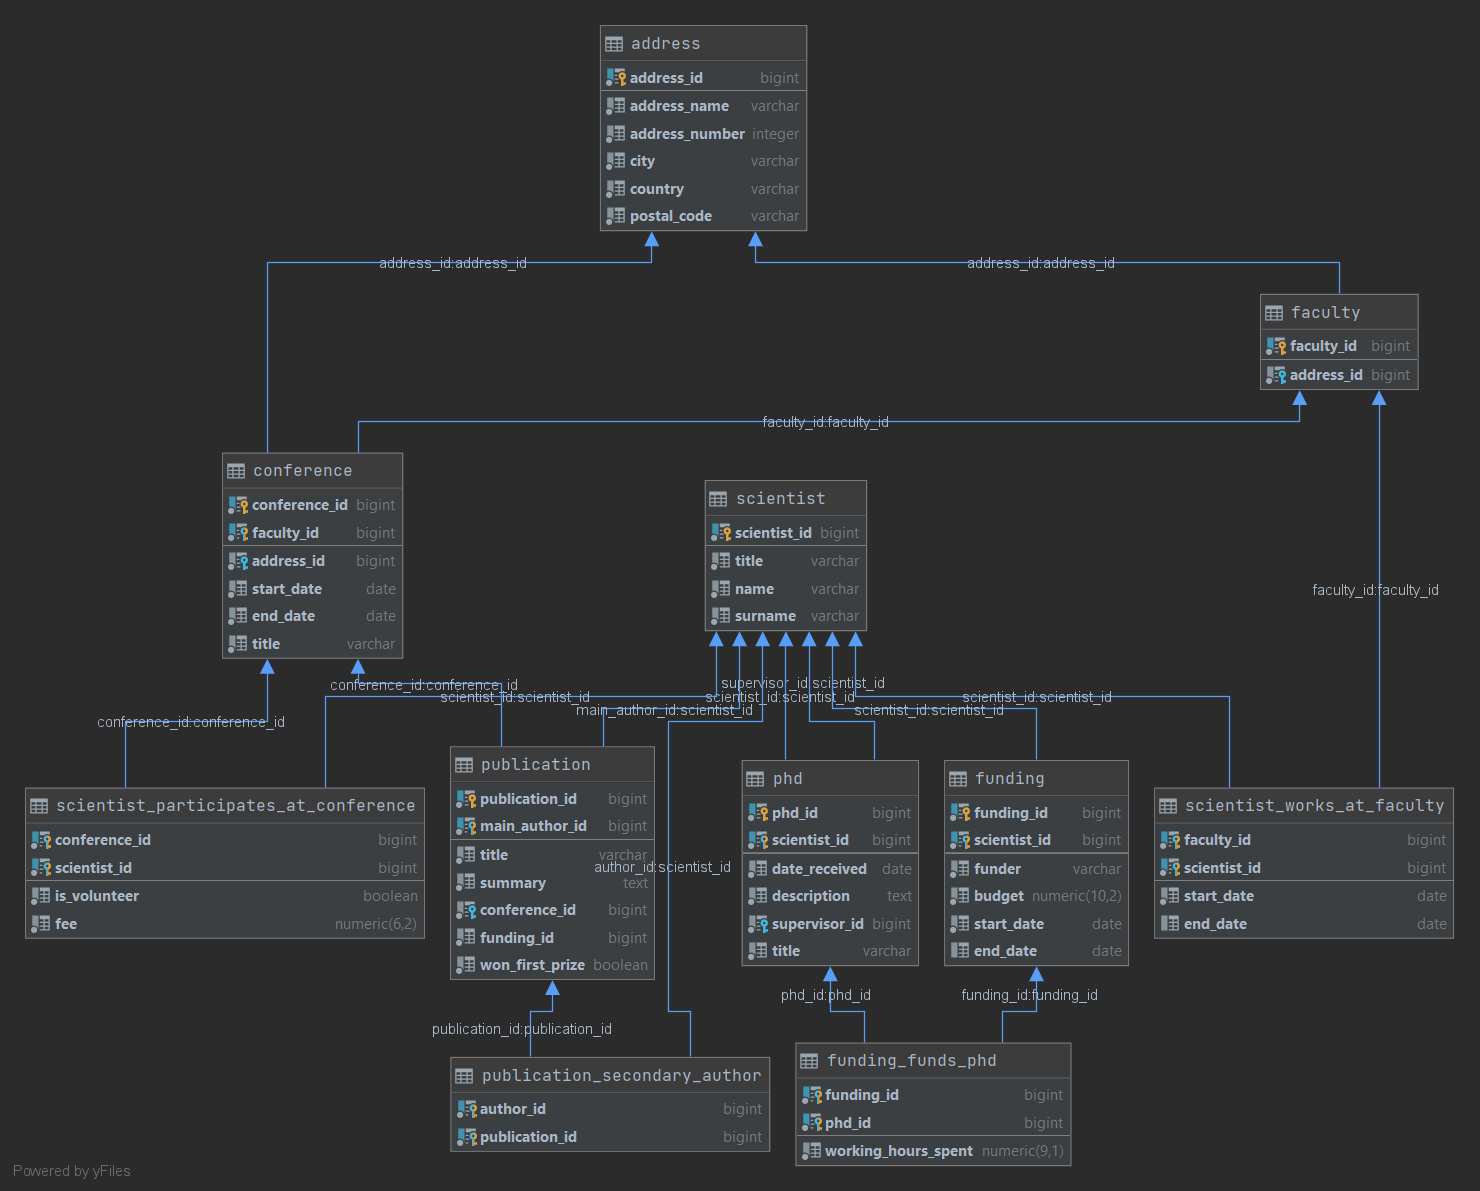 address
address_id bigint
address_name varchar
address_number integer
city varchar
country varchar
postal_code varchar
address_id:address_id
address_id:address_id
faculty
faculty_id bigint
address_id bigint
faculty_id:faculty_id
conference
conference_id bigint
faculty_id bigint
address_id bigint
start_date date
end_date date
title varchar
scientist
scientist_id bigint
title varchar
name varchar
surname varchar
faculty_id:faculty_id
conference_id:conference_id
supervisor_id:scientist_id
scientist_id:scientist_id
scientist_id:scientist_id
scientist_id:scientist_id
main_author_id:scientist_id
scientist_id:scientist_id
conference_id:conference_id
scientist_participates_at_conference
conference_id bigint
scientist_id bigint
is_volunteer boolean
fee numeric(6,2)
publication
publication_id bigint
main_author_id bigint
title varchar
author_id:scientist_id
summary text
conference_id bigint
funding_id bigint
won_first_prize boolean
phd
phd_id bigint
scientist_id bigint
date_received date
description text
supervisor_id bigint
title varchar
funding
funding_id bigint
scientist_id bigint
funder varchar
budget numeric(10,2)
start_date date
end_date date
scientist_works_at_faculty
faculty_id bigint
scientist_id bigint
start_date date
end_date date
phd_id:phd_id
funding_id:funding_id
publication_id:publication_id
publication_secondary_author
author_id bigint
publication_id bigint
funding_funds_phd
funding_id bigint
phd_id bigint
working_hours_spent numeric(9,1)
Powered by yFiles